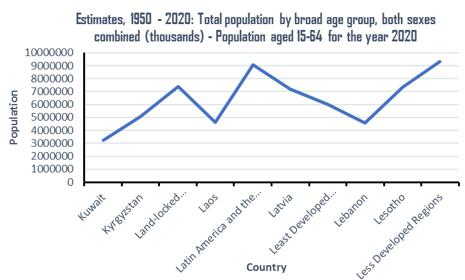 Estimates, 1950 - 2020: Total population by broad age group, both sexes
combined (thousands) - Population aged 15-64 for the year 2020
Population
10000000
9000000
8000000
7000000
6000000
5000000
4000000
3000000
2000000
1000000
0
Kuwait
Kyrgyzstan
Land-locked...
Laos
Latin America and the...
Latvia
Least Developed...
Lebanon
Lesotho
Less Developed Regions
Country